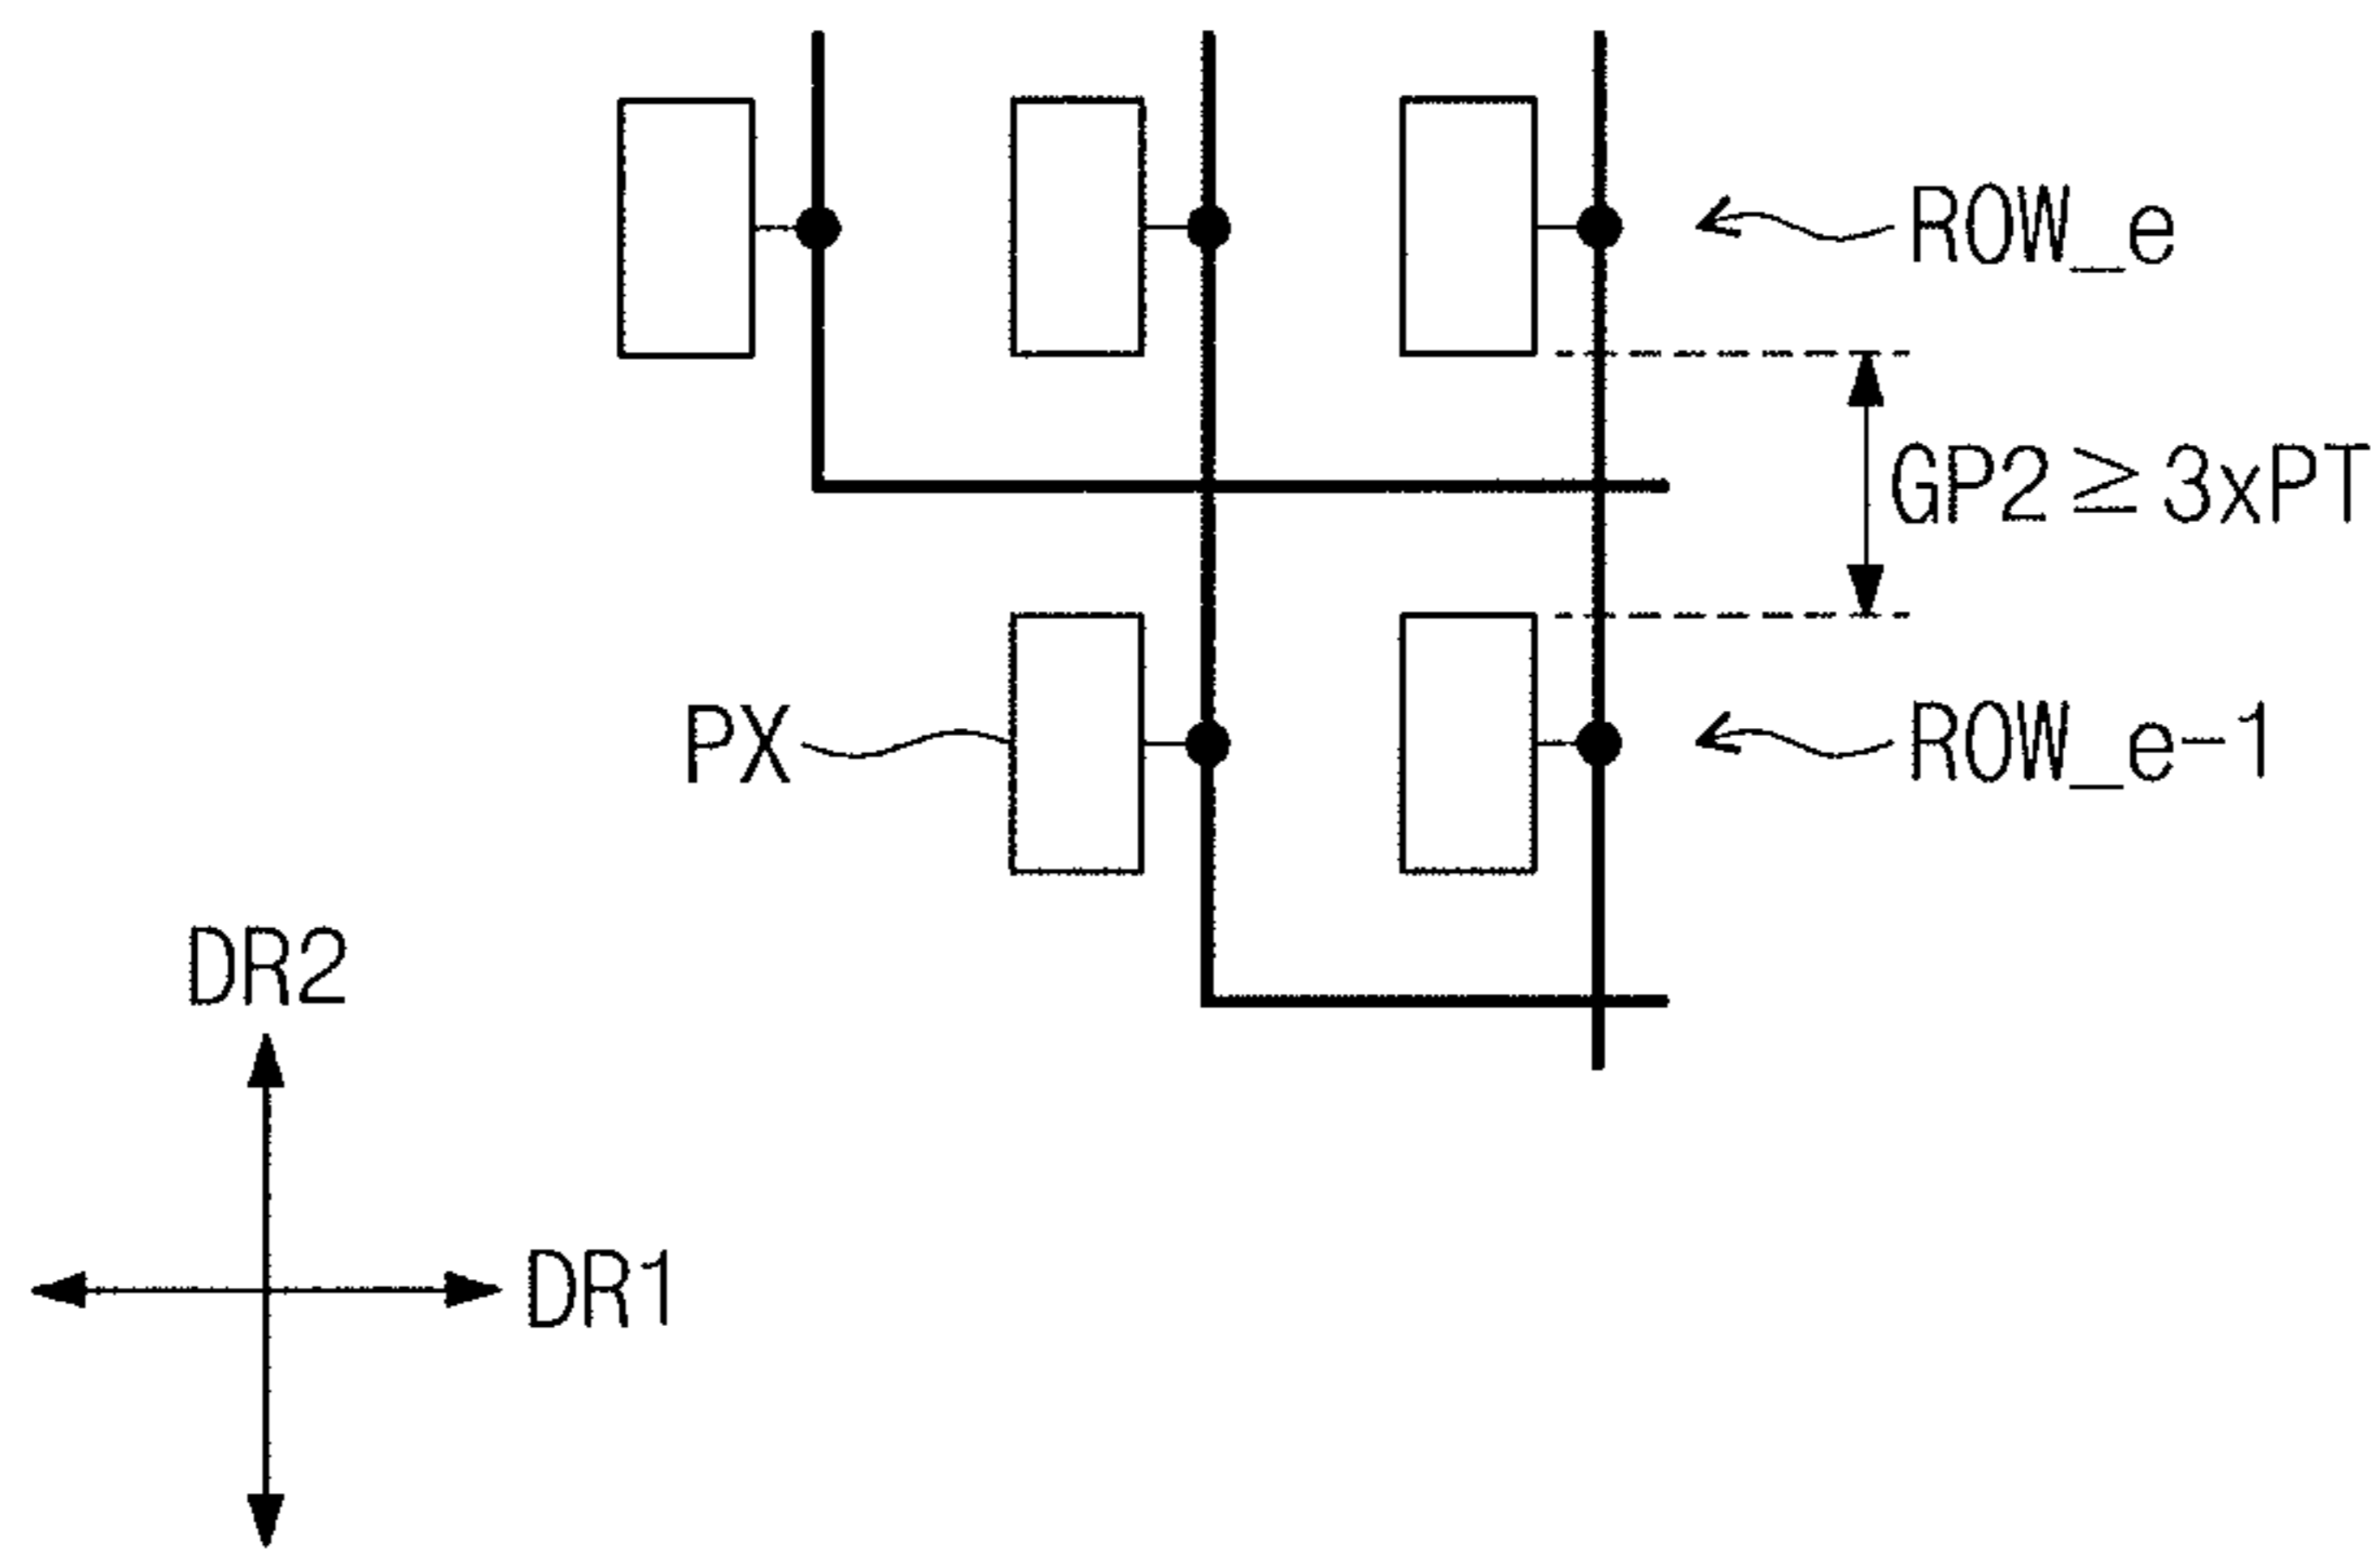 ROW_e
GP2 ≥ 3xPT
PX
ROW_e-1
DR2
DR1